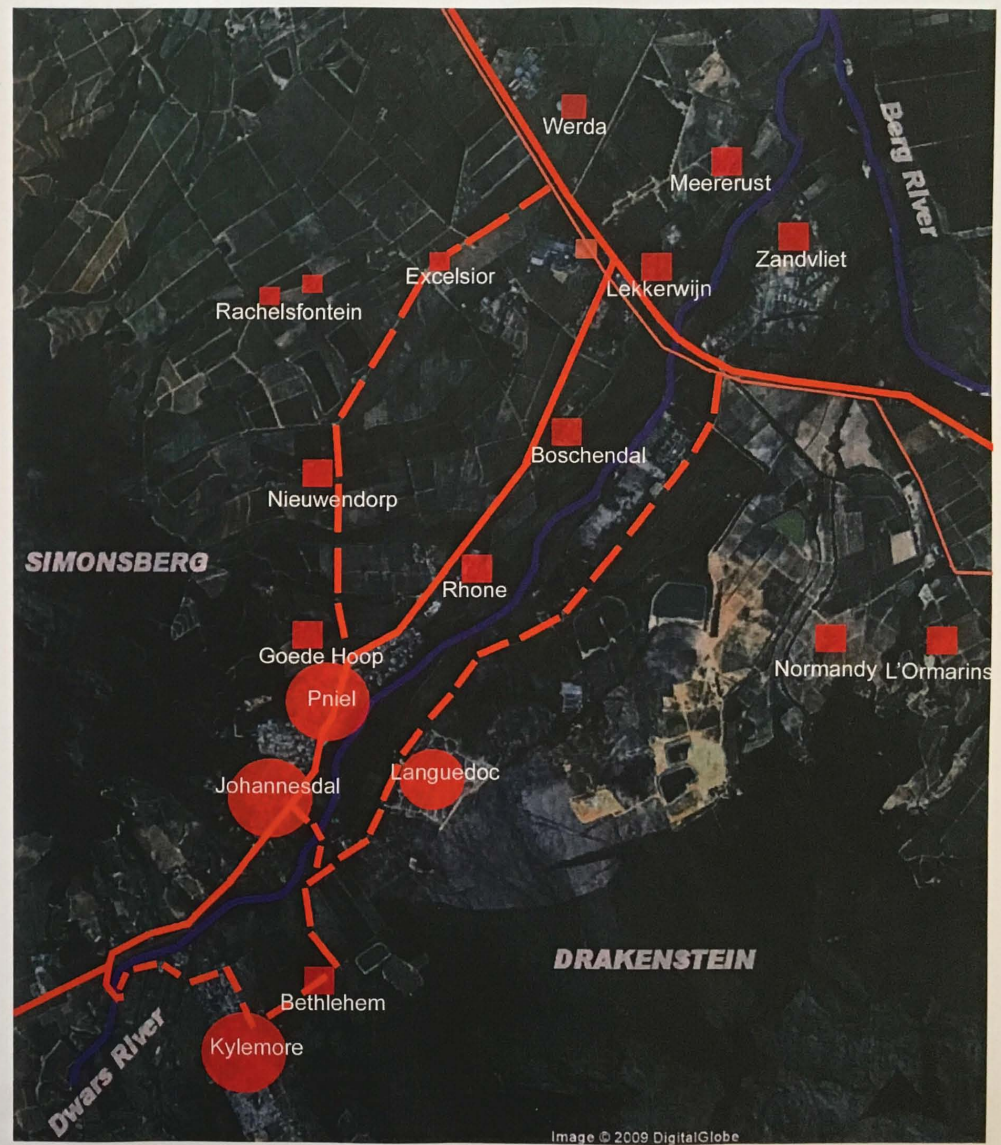 Werda
Meererust
Berg River
Zandvliet
Excelsior
Lekkerwijn
Rachelsfontein
Boschendal
Nieuwendorp
SIMONSBERG
Rhone
Goede Hoop
Normandy
L'Ormarins
Pniel
Languedoc
Johannesdal
DRAKENSTEIN
Bethlehem
Kylemore
Dwars River
Image © 2009 DigitalGlobe